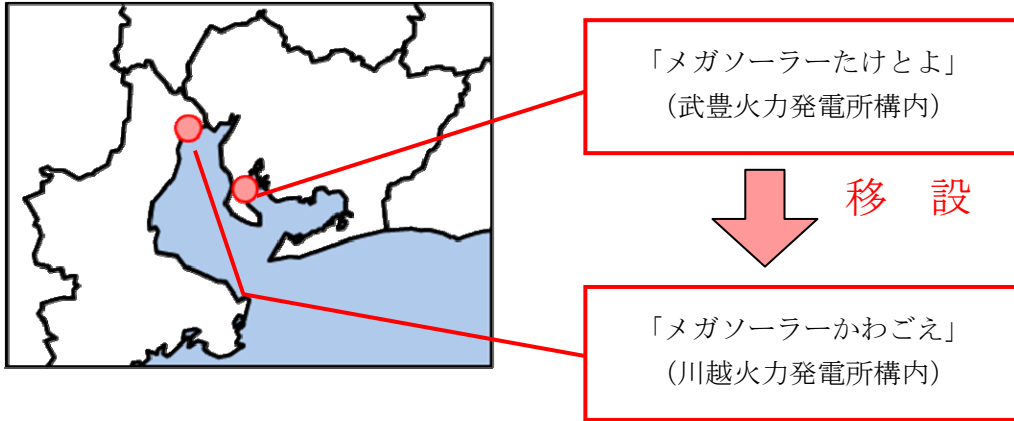 「メガソーラーたけとよ」
（武豊火力発電所構内）
移　設
「メガソーラーかわごえ」
（川越火力発電所構内）